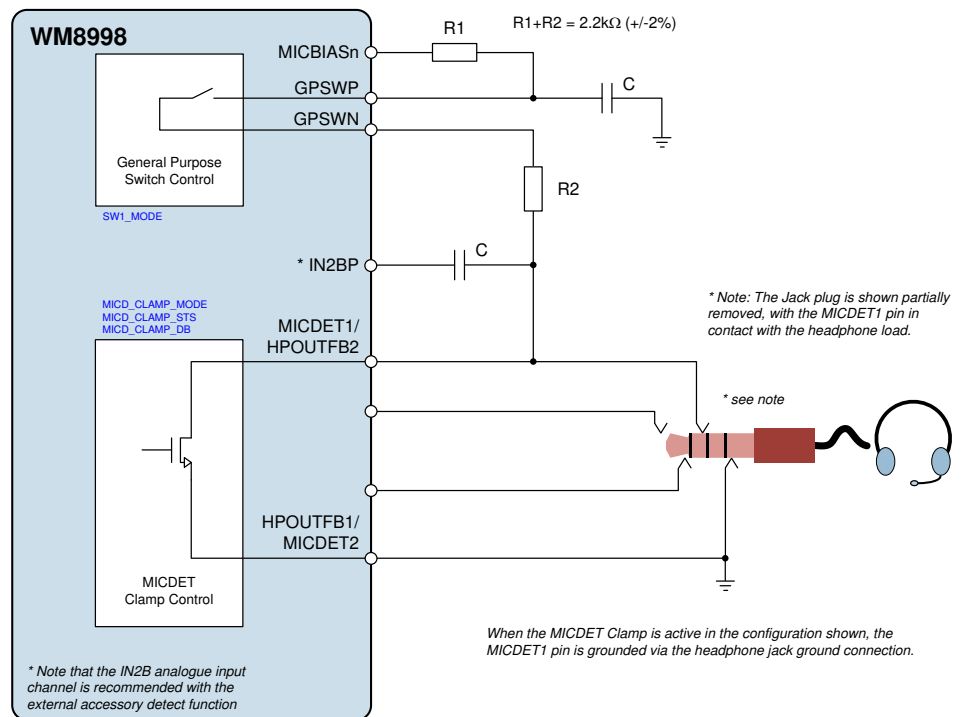 WM8998
R1
R1+R2 = 2.2kΩ (+/-2%)
MICBIASn
GPSWP
C
GPSWN
General Purpose
Switch Control
R2
SW1_MODE
* IN2BP
C
MICD_CLAMP_MODE
MICD_CLAMP_STS
MICD_CLAMP_DB
MICDET1/
HPOUTFB2
* Note: The Jack plug is shown partially
removed, with the MICDET1 pin in
contact with the headphone load.
* see note
HPOUTFB1/
MICDET2
MICDET
Clamp Control
When the MICDET Clamp is active in the configuration shown, the
MICDET1 pin is grounded via the headphone jack ground connection.
* Note that the IN2B analogue input
channel is recommended with the
external accessory detect function